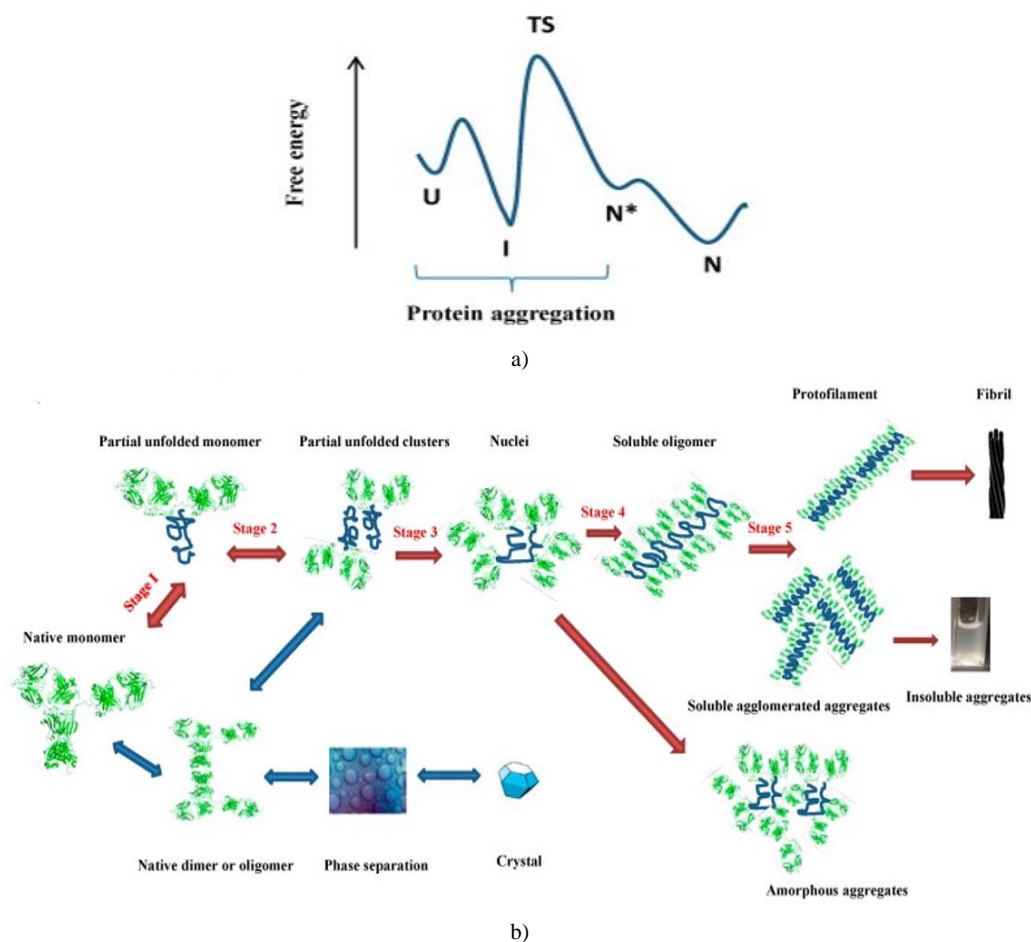 TS
Free energy
U
I
N*
N
Protein aggregation
a)
Protofilament
Fibril
Partial unfolded monomer
Partial unfolded clusters
Nuclei
Soluble oligomer
Stage 1
Stage 2
Stage 3
Stage 4
Stage 5
Native monomer
Soluble agglomerated aggregates
Insoluble aggregates
Native dimer or oligomer
Phase separation
Crystal
Amorphous aggregates
b)